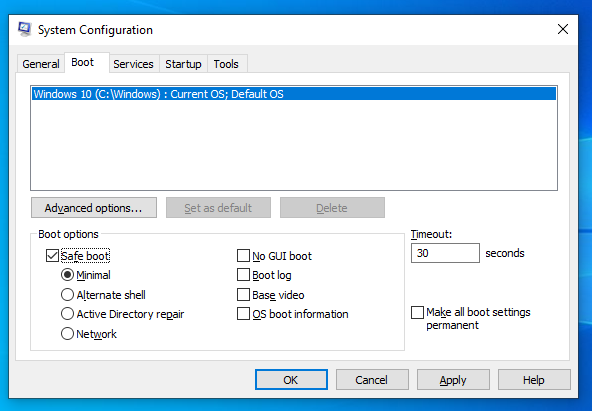 System Configuration
General Boot Services Startup Tools
Windows 10 (C:\Windows) : Current OS; Default OS
Advanced options... Set as default Delete
Boot options
Safe boot
Minimal
Alternate shell
Active Directory repair
Network
No GUI boot
Boot log
Base video
OS boot information
Timeout:
30 seconds
Make all boot settings
permanent
OK Cancel Apply Help